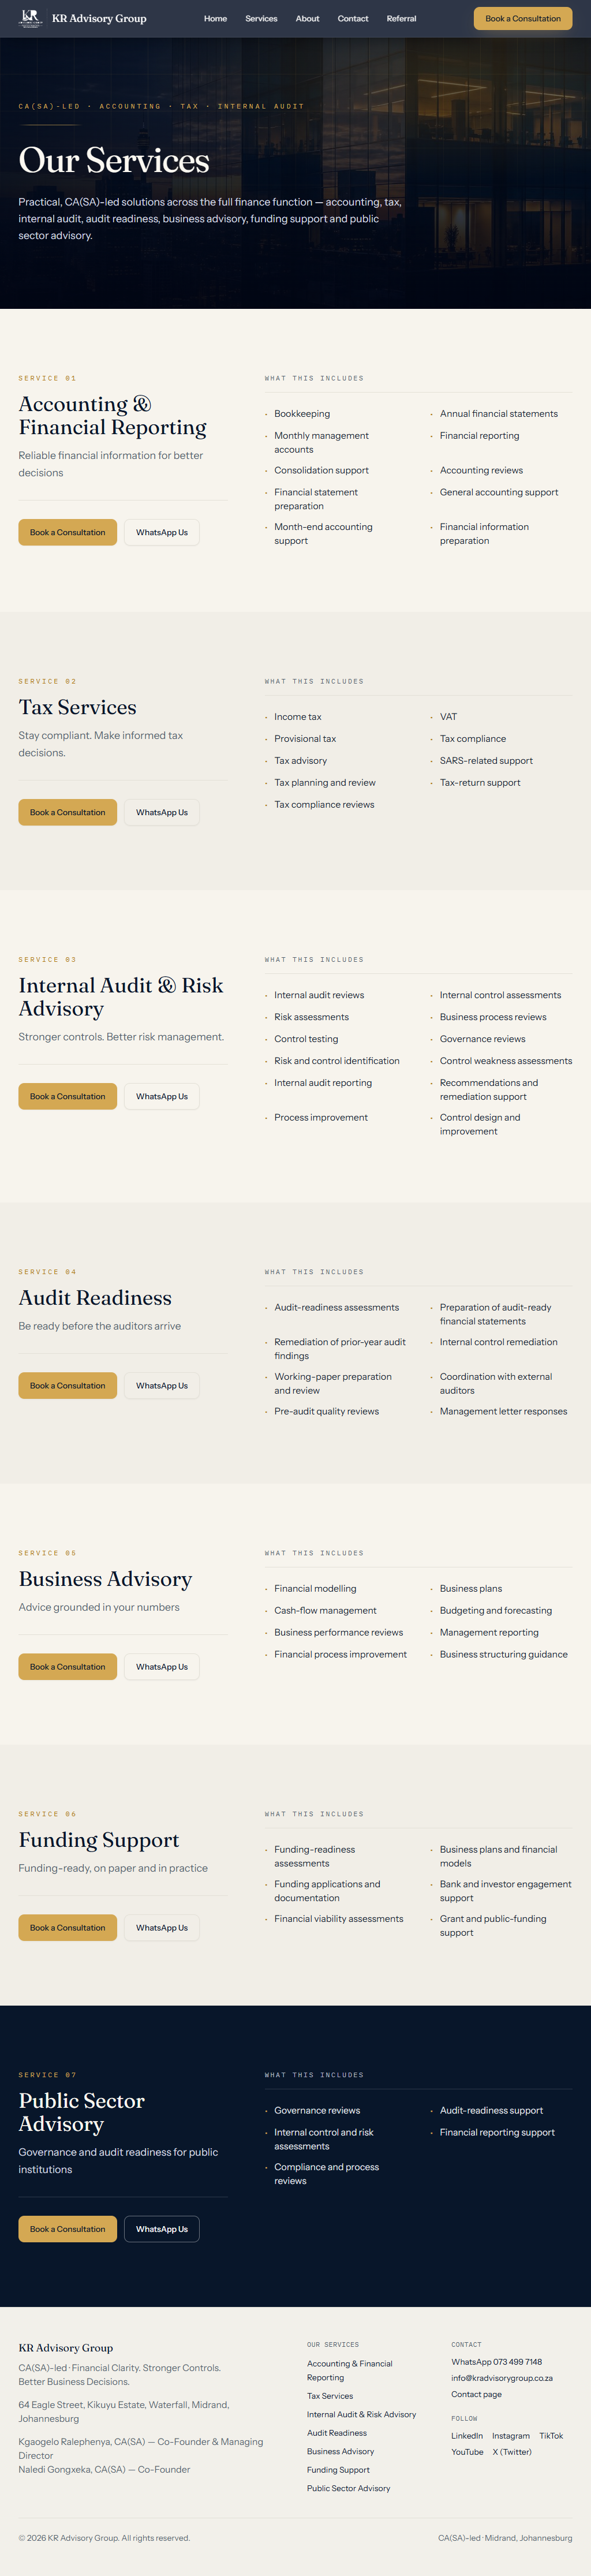 KR
KR Advisory Group
Home
Services
About
Contact
Referral
Book a Consultation
CA(SA)-LED · ACCOUNTING · TAX · INTERNAL AUDIT
Our Services
Practical, CA(SA)-led solutions across the full finance function — accounting, tax,
internal audit, audit readiness, business advisory, funding support and public
sector advisory.
SERVICE 01
Accounting &
Financial Reporting
Reliable financial information for better
decisions
Book a Consultation
WhatsApp Us
WHAT THIS INCLUDES
Bookkeeping
Annual financial statements
Monthly management
accounts
Financial reporting
Consolidation support
Accounting reviews
Financial statement
preparation
General accounting support
Month-end accounting
support
Financial information
preparation
SERVICE 02
Tax Services
Stay compliant. Make informed tax
decisions.
Book a Consultation
WhatsApp Us
WHAT THIS INCLUDES
Income tax
VAT
Provisional tax
Tax compliance
Tax advisory
SARS-related support
Tax planning and review
Tax-return support
Tax compliance reviews
SERVICE 03
Internal Audit & Risk
Advisory
Stronger controls. Better risk management.
Book a Consultation
WhatsApp Us
WHAT THIS INCLUDES
Internal audit reviews
Internal control assessments
Risk assessments
Business process reviews
Control testing
Governance reviews
Risk and control identification
Control weakness assessments
Internal audit reporting
Recommendations and
remediation support
Process improvement
Control design and
improvement
SERVICE 04
Audit Readiness
Be ready before the auditors arrive
Book a Consultation
WhatsApp Us
WHAT THIS INCLUDES
Audit-readiness assessments
Preparation of audit-ready
financial statements
Remediation of prior-year audit
findings
Internal control remediation
Working-paper preparation
and review
Coordination with external
auditors
Pre-audit quality reviews
Management letter responses
SERVICE 05
Business Advisory
Advice grounded in your numbers
Book a Consultation
WhatsApp Us
WHAT THIS INCLUDES
Financial modelling
Business plans
Cash-flow management
Budgeting and forecasting
Business performance reviews
Management reporting
Financial process improvement
Business structuring guidance
SERVICE 06
Funding Support
Funding-ready, on paper and in practice
Book a Consultation
WhatsApp Us
WHAT THIS INCLUDES
Funding-readiness
assessments
Business plans and financial
models
Funding applications and
documentation
Bank and investor engagement
support
Financial viability assessments
Grant and public-funding
support
SERVICE 07
Public Sector
Advisory
Governance and audit readiness for public
institutions
Book a Consultation
WhatsApp Us
WHAT THIS INCLUDES
Governance reviews
Audit-readiness support
Internal control and risk
assessments
Financial reporting support
Compliance and process
reviews
KR Advisory Group
CA(SA)-led · Financial Clarity. Stronger Controls.
Better Business Decisions.
64 Eagle Street, Kikuyu Estate, Waterfall, Midrand,
Johannesburg
Kgaogelo Ralephenya, CA(SA) — Co-Founder & Managing
Director
Naledi Gongxeka, CA(SA) — Co-Founder
OUR SERVICES
Accounting & Financial
Reporting
Tax Services
Internal Audit & Risk Advisory
Audit Readiness
Business Advisory
Funding Support
Public Sector Advisory
CONTACT
WhatsApp 073 499 7148
info@kradvisorygroup.co.za
Contact page
FOLLOW
LinkedIn
Instagram
TikTok
YouTube
X (Twitter)
© 2026 KR Advisory Group. All rights reserved.
CA(SA)-led · Midrand, Johannesburg